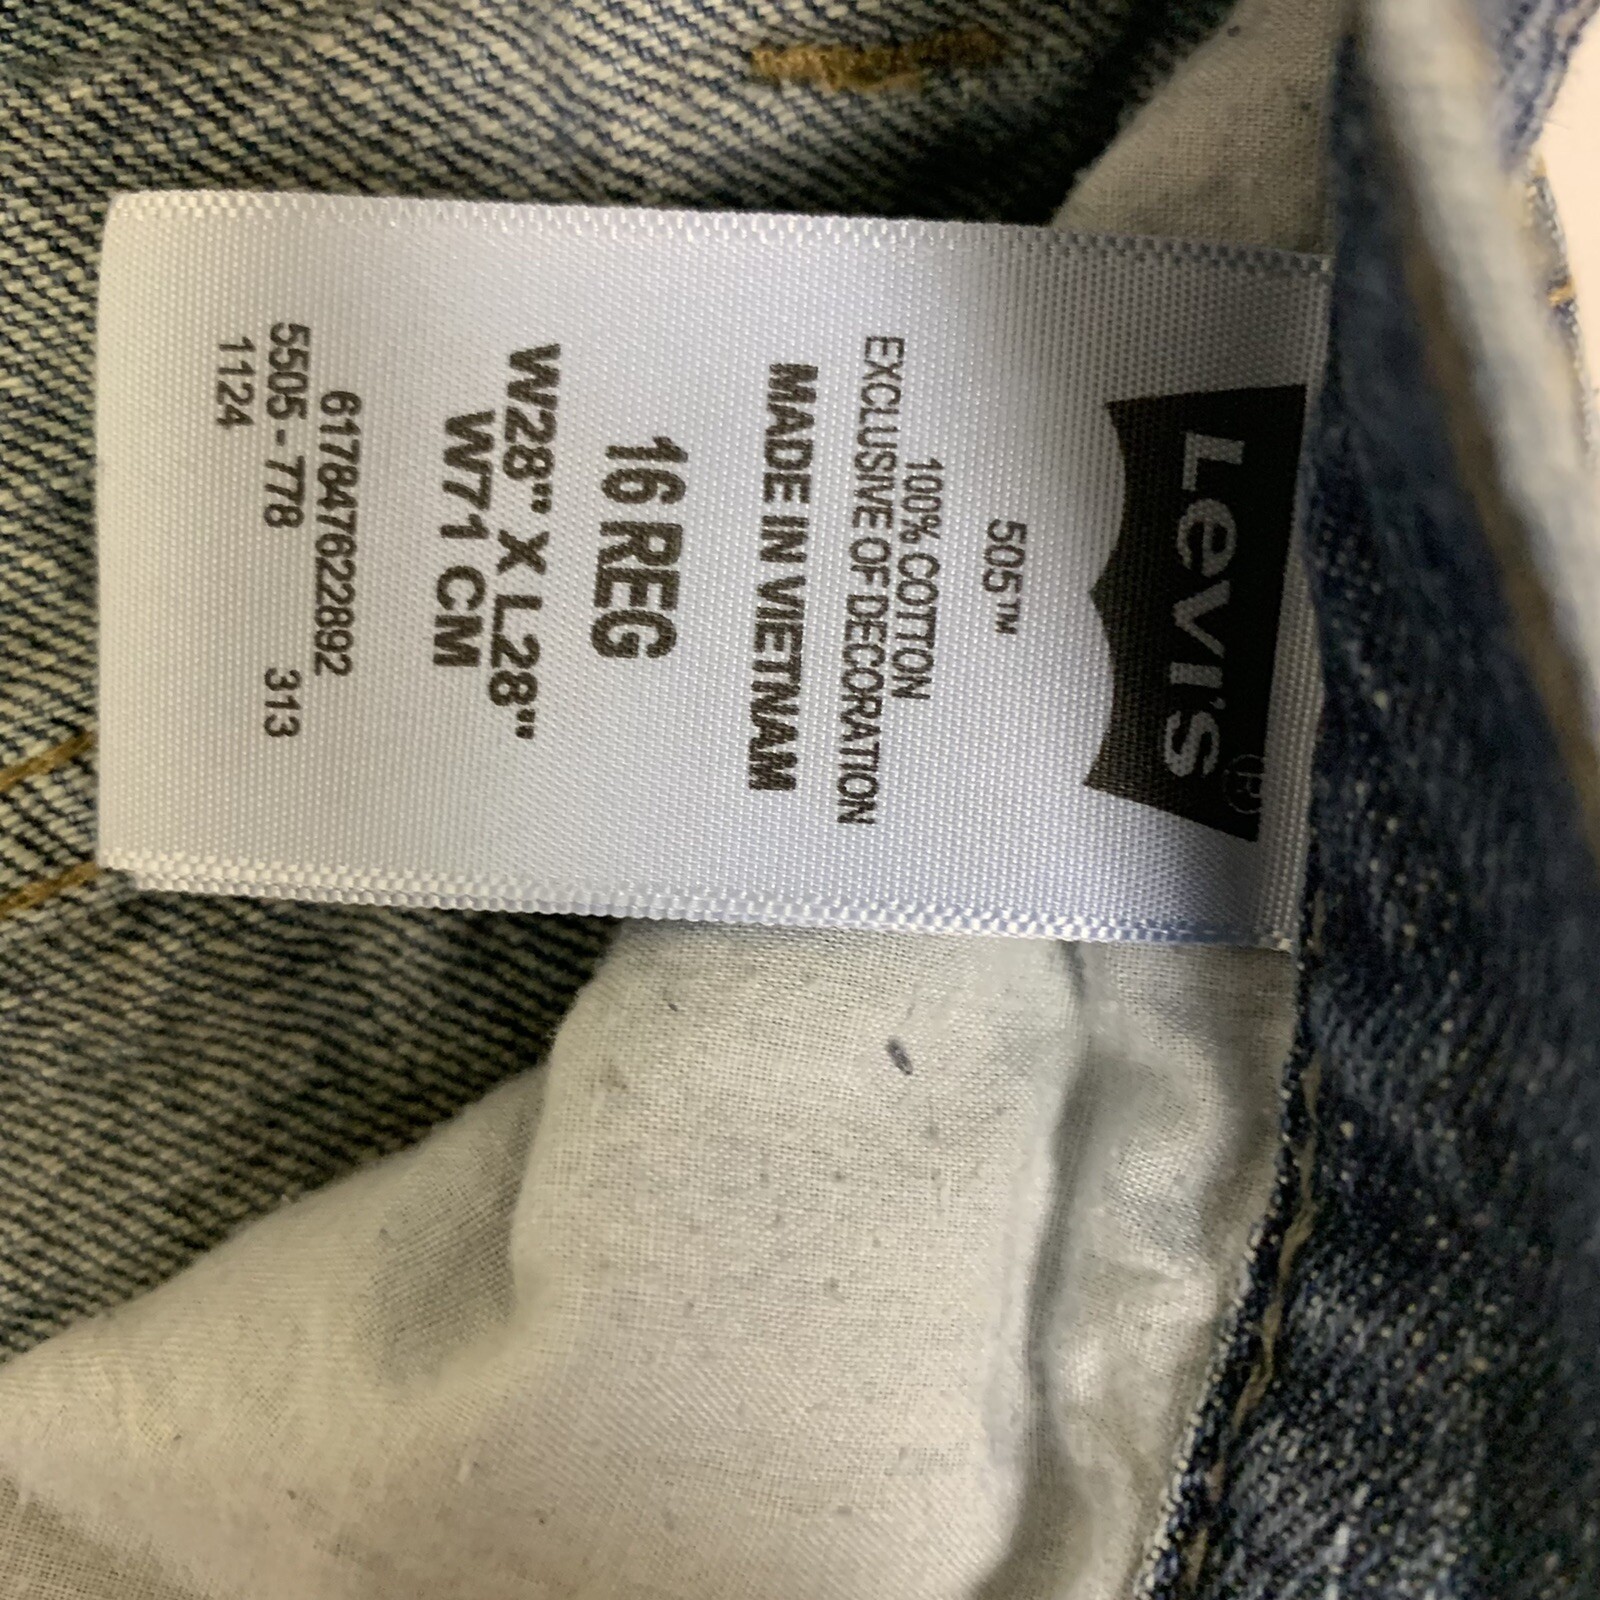 Levi's ®
505™
100% COTTON
EXCLUSIVE OF DECORATION
MADE IN VIETNAM
16 REG
W28" X L28"
W71 CM
617847622892
5505-778 313
1124